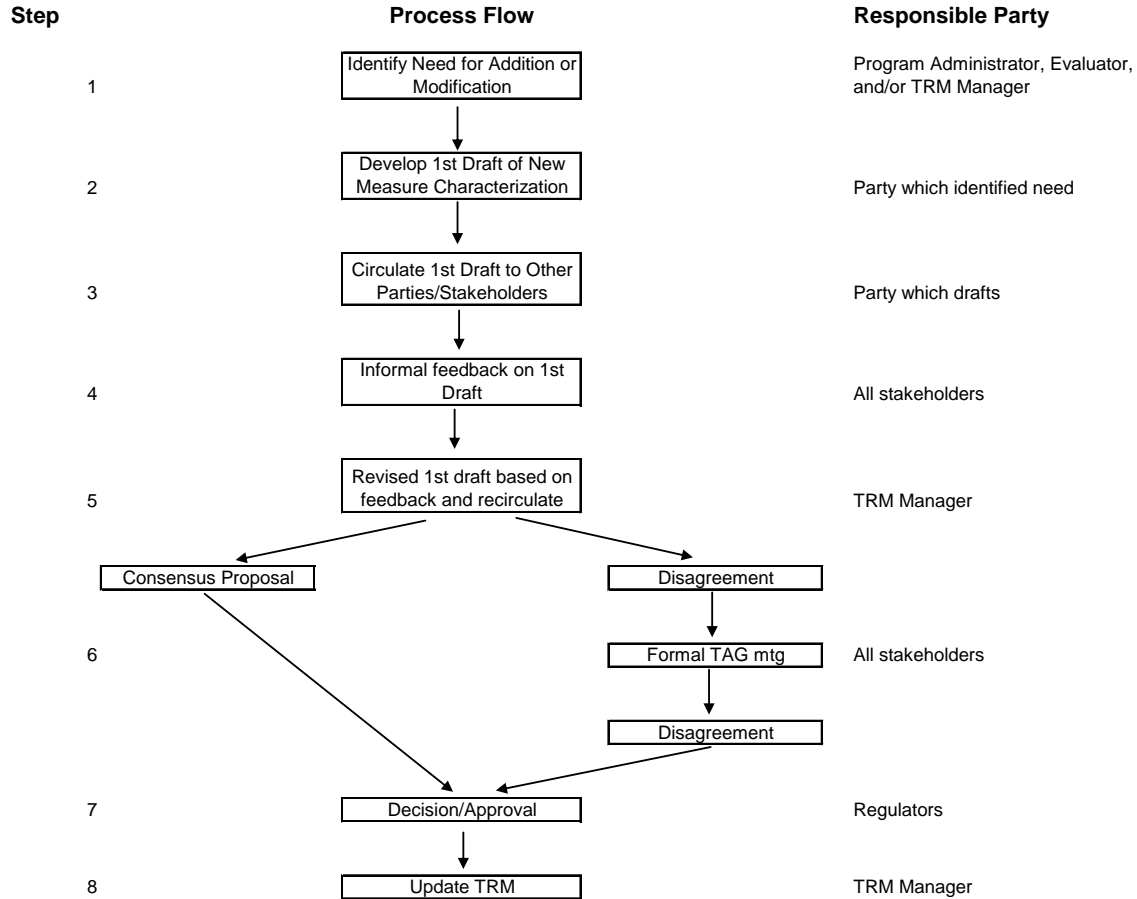 Step Process Flow Responsible Party
Identify Need for Addition or
Modification
1
Program Administrator, Evaluator,
and/or TRM Manager
Develop 1st Draft of New
Measure Characterization
2
Party which identified need
Circulate 1st Draft to Other
Parties/Stakeholders
3
Party which drafts
Informal feedback on 1st
Draft
4
All stakeholders
Revised 1st draft based on
feedback and recirculate
5
TRM Manager
Consensus Proposal
Disagreement
6
Formal TAG mtg
All stakeholders
Disagreement
7
Decision/Approval
Regulators
8
Update TRM
TRM Manager